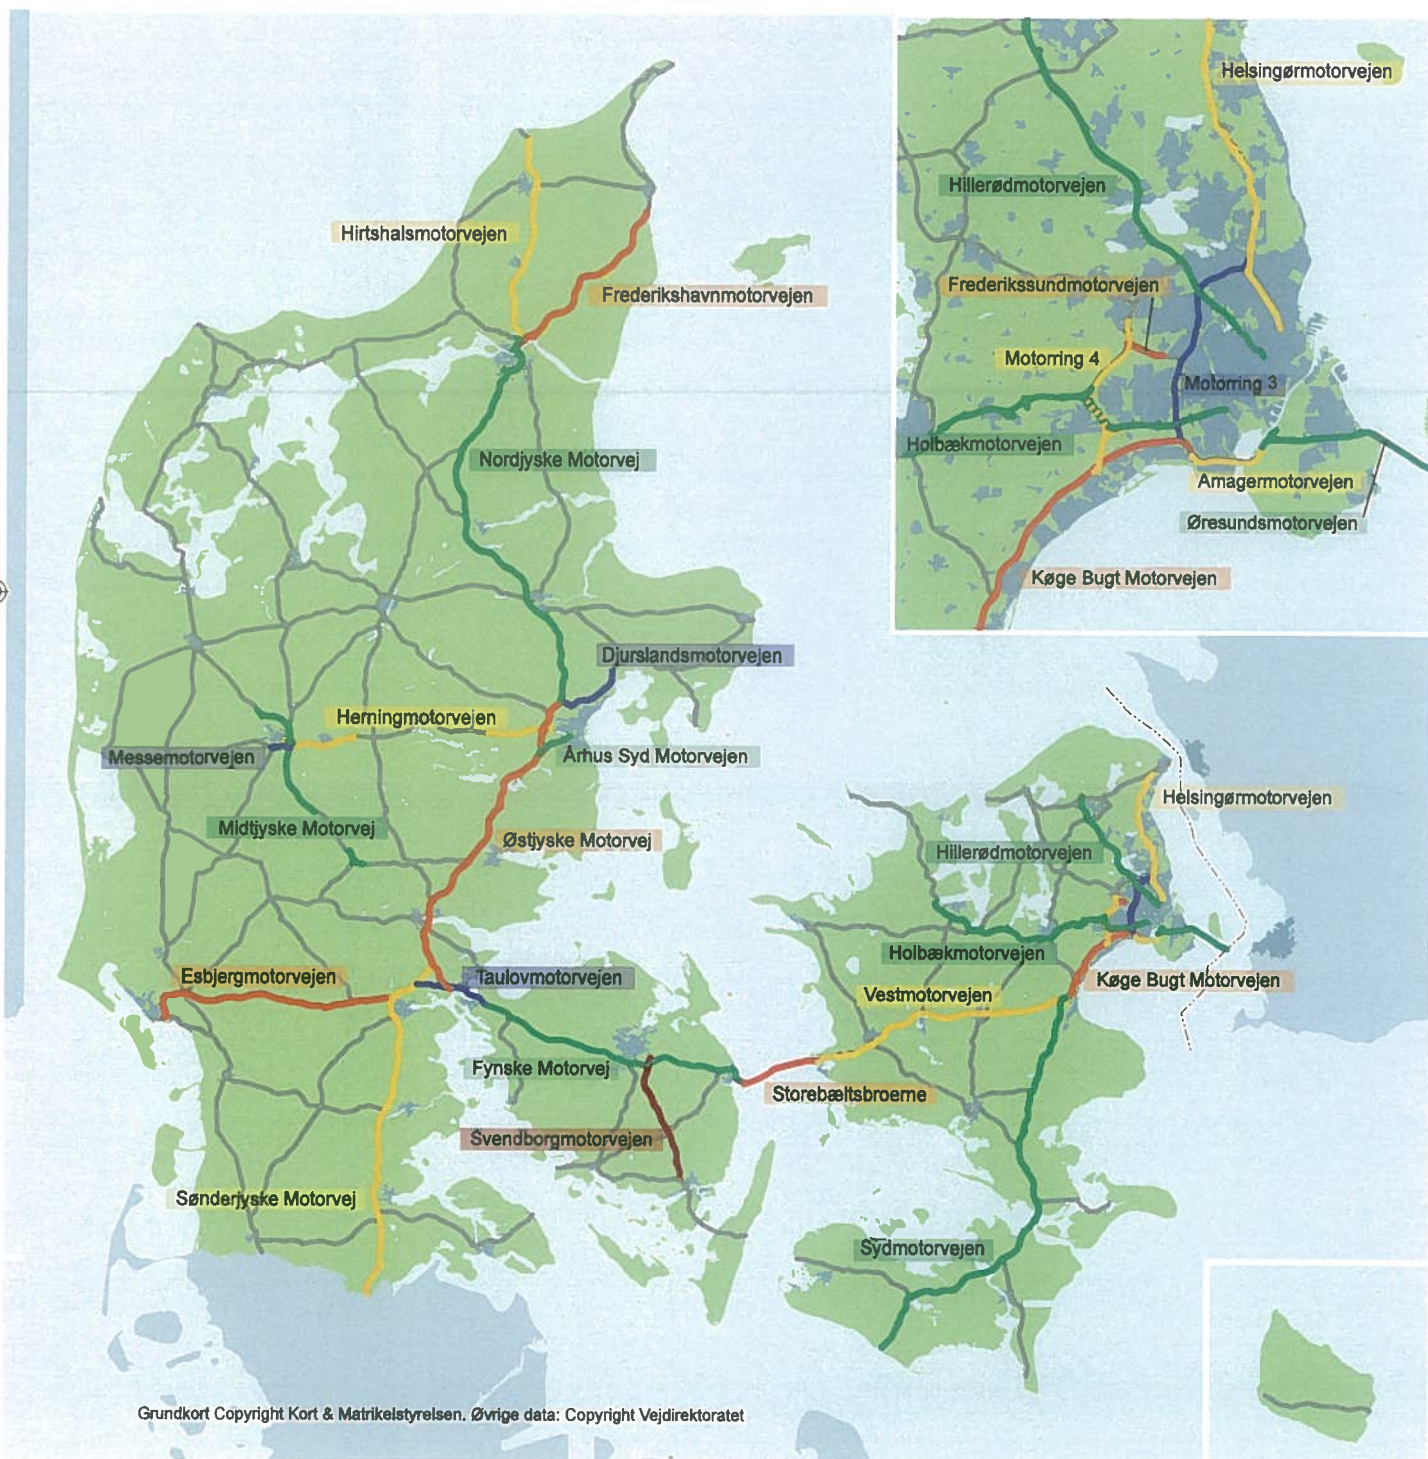 Helsingørmotorvejen
Hillerødmotorvejen
Hirtshalsmotorvejen
Frederikshavnmotorvejen
Frederikssundmotorvejen
Motorring 4
Motorring 3
Holbækmotorvejen
Nordjyske Motorvej
Amagermotorvejen
Øresundsmotorvejen
Køge Bugt Motorvejen
Djurslandsmotorvejen
Herningmotorvejen
Messemotorvejen
Århus Syd Motorvejen
Helsingørmotorvejen
Midtjyske Motorvej
Østjyske Motorvej
Hillerødmotorvejen
Holbækmotorvejen
Esbjergmotorvejen
Taulovmotorvejen
Køge Bugt Motorvejen
Vestmotorvejen
Fynske Motorvej
Storebæltsbroerne
Svendborgmotorvejen
Sønderjyske Motorvej
Sydmotorvejen
Grundkort Copyright Kort & Matrikelstyrelsen. Øvrige data: Copyright Vejdirektoratet